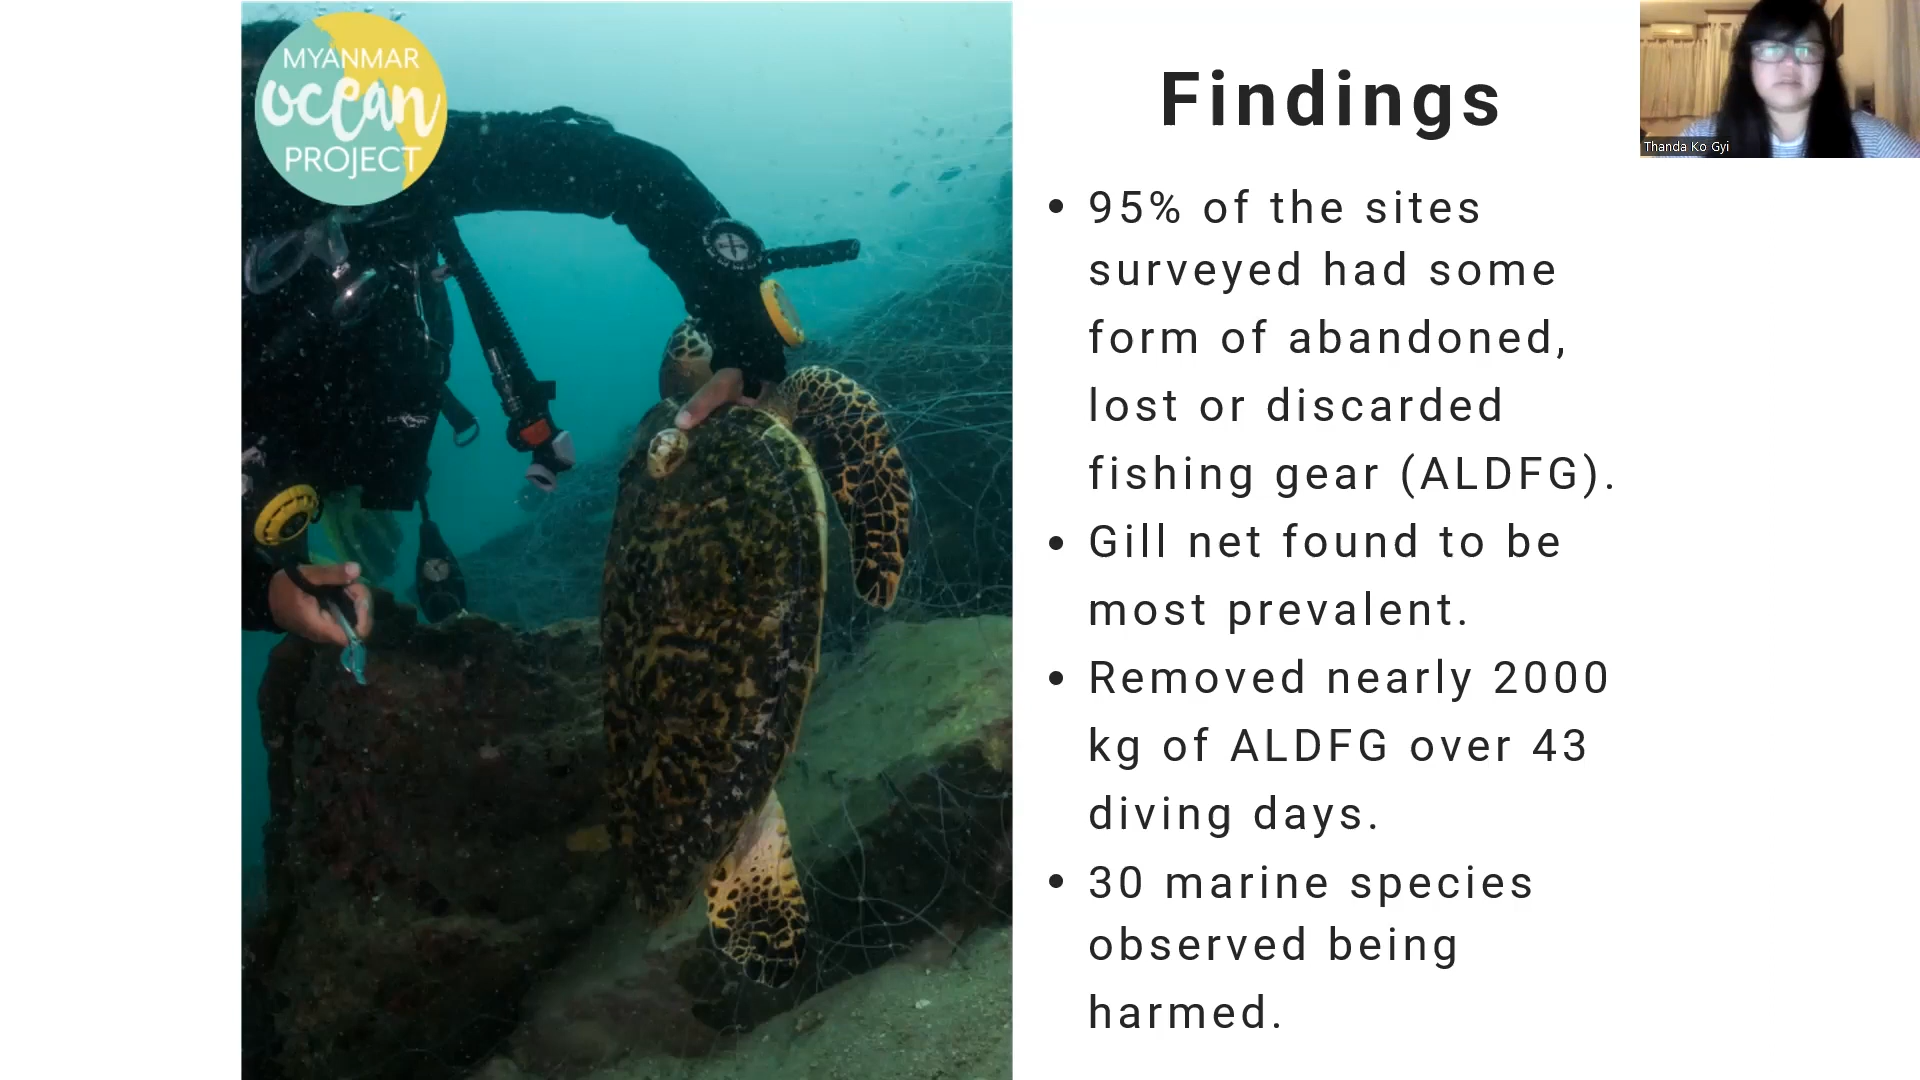 MYANMAR
ocean
PROJECT
Findings
• 95% of the sites
surveyed had some
form of abandoned,
lost or discarded
fishing gear (ALDFG).
• Gill net found to be
most prevalent.
• Removed nearly 2000
kg of ALDFG over 43
diving days.
• 30 marine species
observed being
harmed.
Thanda Ko Gyi